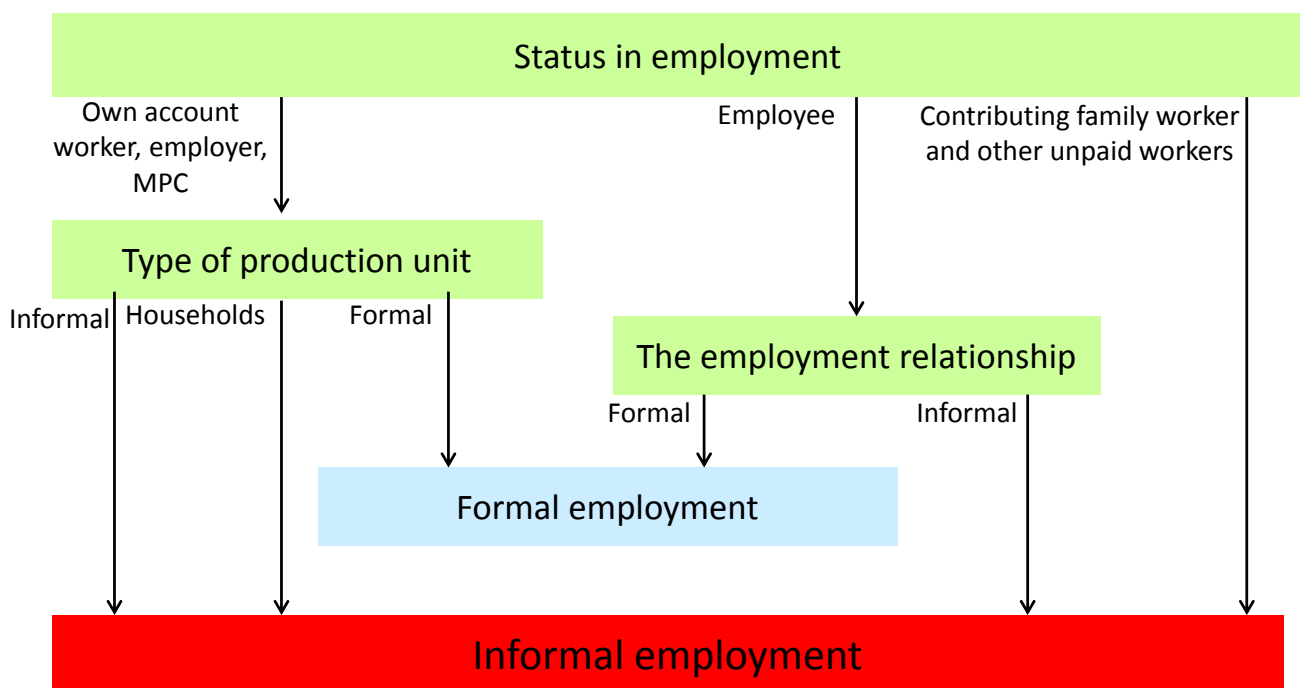 Status in employment
Own account
worker, employer,
MPC
Employee
Contributing family worker
and other unpaid workers
Type of production unit
Informal
Households
Formal
The employment relationship
Formal
Informal
Formal employment
Informal employment